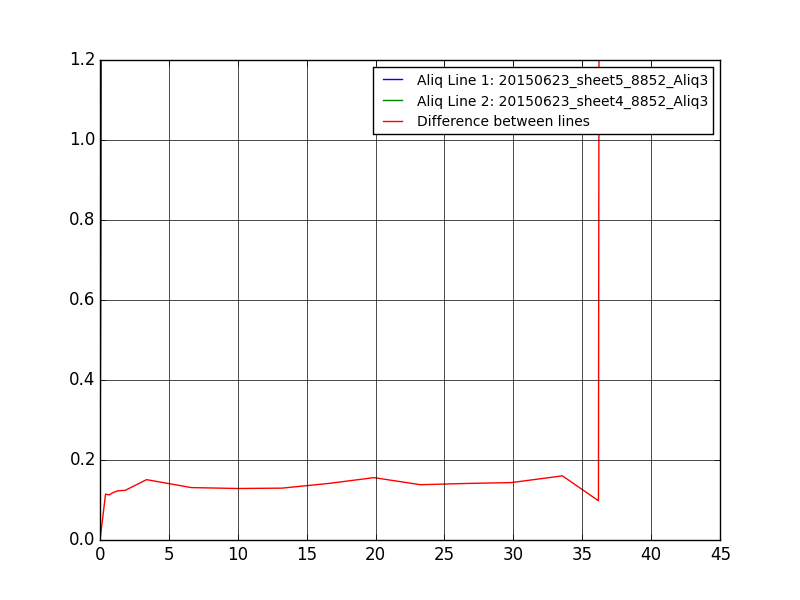 1.2
1.0
0.8
0.6
0.4
0.2
0.0
Aliq Line 1: 20150623_sheet5_8852_Aliq3
Aliq Line 2: 20150623_sheet4_8852_Aliq3
Difference between lines
0 5 10 15 20 25 30 35 40 45